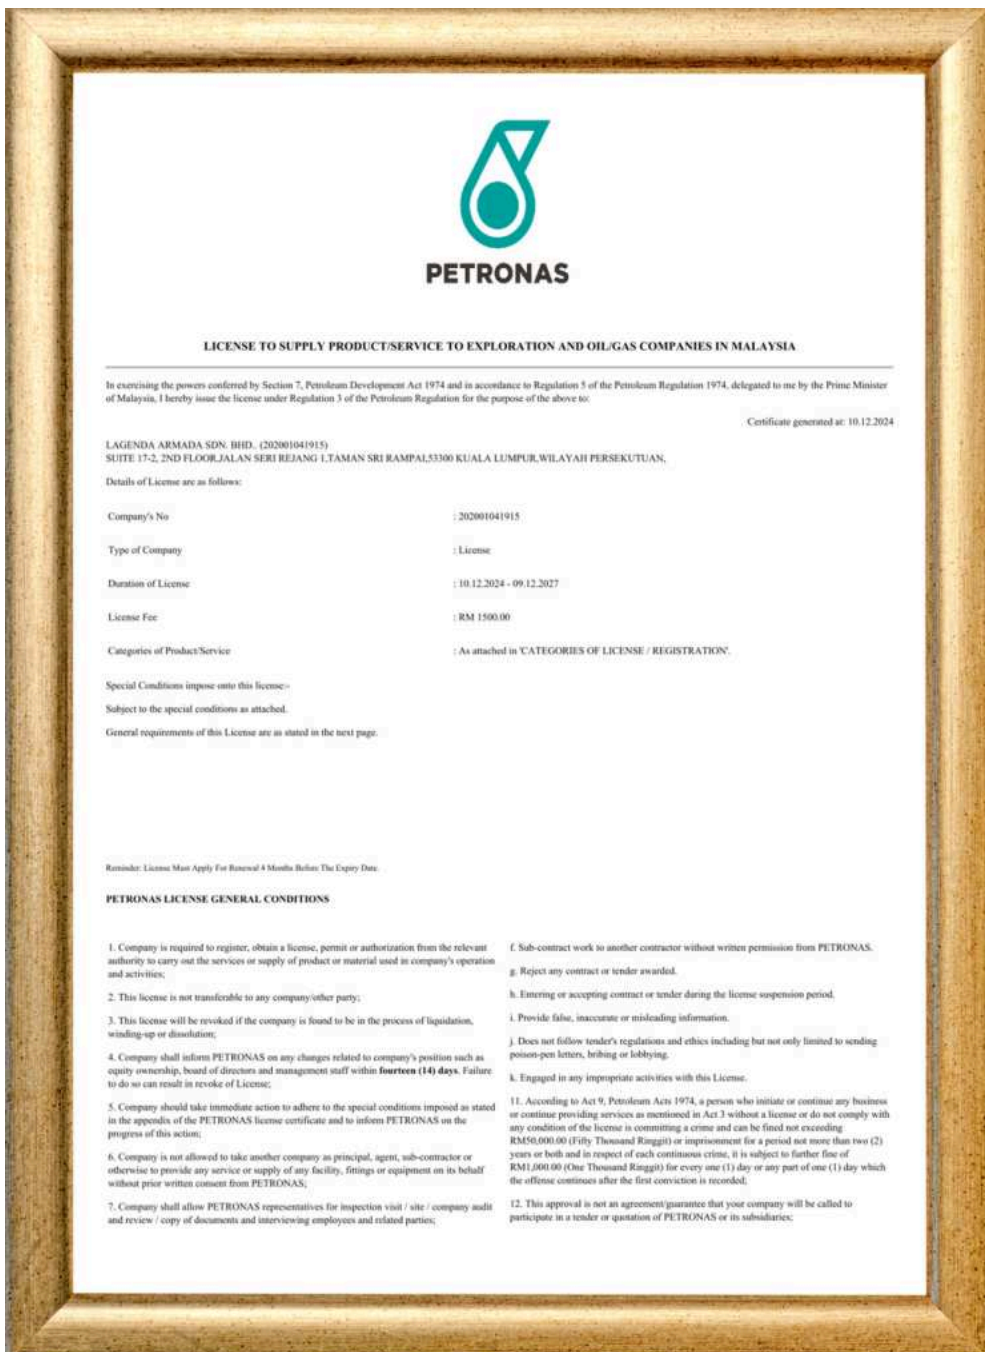 PETRONAS
LICENSE TO SUPPLY PRODUCT/SERVICE TO EXPLORATION AND OIL/GAS COMPANIES IN MALAYSIA
In exercising the powers conferred by Section 7, Petroleum Development Act 1974 and in accordance to Regulation 5 of the Petroleum Regulation 1974, delegated to me by the Prime Minister
of Malaysia, I hereby issue the license under Regulation 3 of the Petroleum Regulation for the purpose of the above to:
Certificate generated at: 10.12.2024
LAGENDA ARMADA SDN. BHD.. (202001041915)
SUITE 17-2, 2ND FLOOR,JALAN SERI REJANG 1,TAMAN SRI RAMPAI,53300 KUALA LUMPUR,WILAYAH PERSEKUTUAN,
Details of License are as follows:
Company's No : 202001041915
Type of Company : License
Duration of License : 10.12.2024 - 09.12.2027
License Fee : RM 1500.00
Categories of Product/Service : As attached in 'CATEGORIES OF LICENSE / REGISTRATION'.
Special Conditions impose onto this license:-
Subject to the special conditions as attached.
General requirements of this License are as stated in the next page.
Reminder: License Must Apply For Renewal 4 Months Before The Expiry Date.
PETRONAS LICENSE GENERAL CONDITIONS
1. Company is required to register, obtain a license, permit or authorization from the relevant
authority to carry out the services or supply of product or material used in company's operation
and activities;
2. This license is not transferable to any company/other party;
3. This license will be revoked if the company is found to be in the process of liquidation,
winding-up or dissolution;
4. Company shall inform PETRONAS on any changes related to company's position such as
equity ownership, board of directors and management staff within fourteen (14) days. Failure
to do so can result in revoke of License;
5. Company should take immediate action to adhere to the special conditions imposed as stated
in the appendix of the PETRONAS license certificate and to inform PETRONAS on the
progress of this action;
6. Company is not allowed to take another company as principal, agent, sub-contractor or
otherwise to provide any service or supply of any facility, fittings or equipment on its behalf
without prior written consent from PETRONAS;
7. Company shall allow PETRONAS representatives for inspection visit / site / company audit
and review / copy of documents and interviewing employees and related parties;
f. Sub-contract work to another contractor without written permission from PETRONAS.
g. Reject any contract or tender awarded.
h. Entering or accepting contract or tender during the license suspension period.
i. Provide false, inaccurate or misleading information.
j. Does not follow tender's regulations and ethics including but not only limited to sending
poison-pen letters, bribing or lobbying.
k. Engaged in any impropriate activities with this License.
11. According to Act 9, Petroleum Acts 1974, a person who initiate or continue any business
or continue providing services as mentioned in Act 3 without a license or do not comply with
any condition of the license is committing a crime and can be fined not exceeding
RM50,000.00 (Fifty Thousand Ringgit) or imprisonment for a period not more than two (2)
years or both and in respect of each continuous crime, it is subject to further fine of
RM1,000.00 (One Thousand Ringgit) for every one (1) day or any part of one (1) day which
the offense continues after the first conviction is recorded;
12. This approval is not an agreement/guarantee that your company will be called to
participate in a tender or quotation of PETRONAS or its subsidiaries;